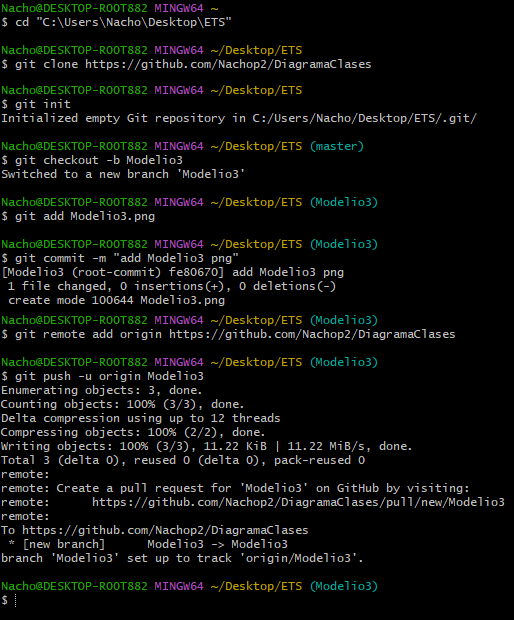 Nacho@DESKTOP-ROOT882 MINGW64 ~
$ cd "C:\Users\Nacho\Desktop\ETS"
Nacho@DESKTOP-ROOT882 MINGW64 ~/Desktop/ETS
$ git clone https://github.com/Nachop2/DiagramaClases
Nacho@DESKTOP-ROOT882 MINGW64 ~/Desktop/ETS
$ git init
Initialized empty Git repository in C:/Users/Nacho/Desktop/ETS/.git/
Nacho@DESKTOP-ROOT882 MINGW64 ~/Desktop/ETS (master)
$ git checkout -b Modelio3
Switched to a new branch 'Modelio3'
Nacho@DESKTOP-ROOT882 MINGW64 ~/Desktop/ETS (Modelio3)
$ git add Modelio3.png
Nacho@DESKTOP-ROOT882 MINGW64 ~/Desktop/ETS (Modelio3)
$ git commit -m "add Modelio3 png"
[Modelio3 (root-commit) fe80670] add Modelio3 png
 1 file changed, 0 insertions(+), 0 deletions(-)
 create mode 100644 Modelio3.png
Nacho@DESKTOP-ROOT882 MINGW64 ~/Desktop/ETS (Modelio3)
$ git remote add origin https://github.com/Nachop2/DiagramaClases
Nacho@DESKTOP-ROOT882 MINGW64 ~/Desktop/ETS (Modelio3)
$ git push -u origin Modelio3
Enumerating objects: 3, done.
Counting objects: 100% (3/3), done.
Delta compression using up to 12 threads
Compressing objects: 100% (2/2), done.
Writing objects: 100% (3/3), 11.22 KiB | 11.22 MiB/s, done.
Total 3 (delta 0), reused 0 (delta 0), pack-reused 0
remote:
remote: Create a pull request for 'Modelio3' on GitHub by visiting:
remote:      https://github.com/Nachop2/DiagramaClases/pull/new/Modelio3
remote:
To https://github.com/Nachop2/DiagramaClases
 * [new branch]      Modelio3 -> Modelio3
branch 'Modelio3' set up to track 'origin/Modelio3'.
Nacho@DESKTOP-ROOT882 MINGW64 ~/Desktop/ETS (Modelio3)
$